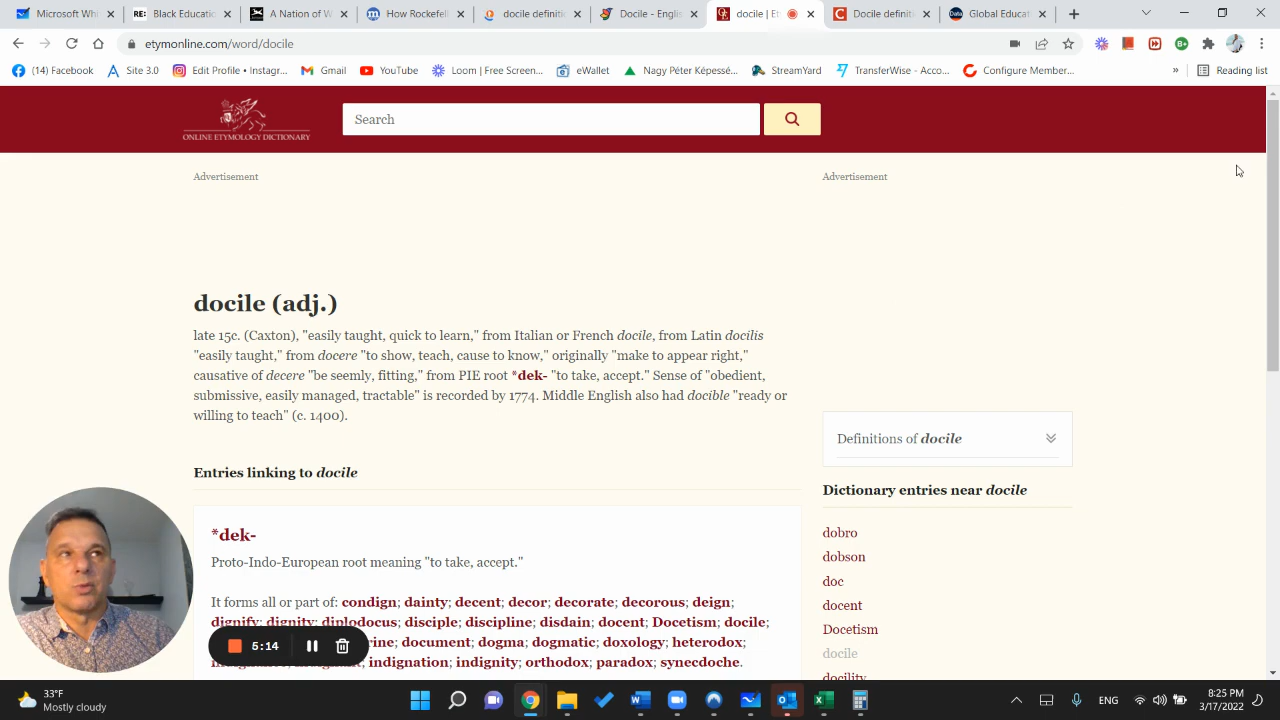 Microsoft Wh
RE: Busines
A Nation of W
How Rockefell
docile definiti
Docile - Englis
docile | Et
Cdocile definit
Global Educat
etymonline.com/word/docile
(14) Facebook
Site 3.0
Edit Profile • Instagr...
Gmail
YouTube
Loom | Free Screen...
eWallet
Nagy Péter Képessé...
StreamYard
TransferWise - Acco...
Configure Member...
»
Reading list
ONLINE ETYMOLOGY DICTIONARY
Search
Advertisement
Advertisement
docile (adj.)
late 15c. (Caxton), "easily taught, quick to learn," from Italian or French docile, from Latin docilis
"easily taught," from docere "to show, teach, cause to know," originally "make to appear right,"
causative of decere "be seemly, fitting," from PIE root *dek- "to take, accept." Sense of "obedient,
submissive, easily managed, tractable" is recorded by 1774. Middle English also had docible "ready or
willing to teach" (c. 1400).
Entries linking to docile
*dek-
Proto-Indo-European root meaning "to take, accept."
It forms all or part of: condign; dainty; decent; decor; decorate; decorous; deign;
dignify; dignity; diplodocus; disciple; discipline; disdain; docent; Docetism; docile;
document; dogma; dogmatic; doxology; heterodox;
indignation; indignity; orthodox; paradox; synecdoche.
Definitions of docile
Dictionary entries near docile
dobro
dobson
doc
docent
Docetism
docile
docility
5:14
33°F
Mostly cloudy
ENG
8:25 PM
3/17/2022